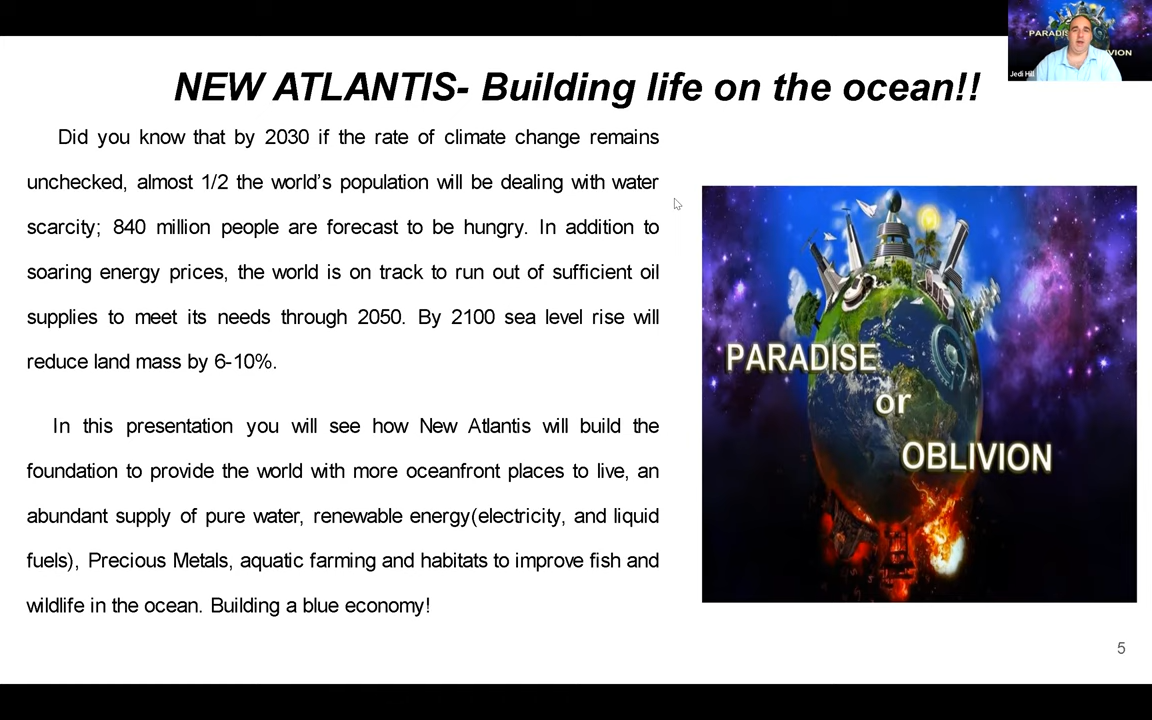 NEW ATLANTIS- Building life on the ocean!!
Did you know that by 2030 if the rate of climate change remains
unchecked, almost 1/2 the world's population will be dealing with water
scarcity; 840 million people are forecast to be hungry. In addition to
soaring energy prices, the world is on track to run out of sufficient oil
supplies to meet its needs through 2050. By 2100 sea level rise will
reduce land mass by 6-10%.
In this presentation you will see how New Atlantis will build the
foundation to provide the world with more oceanfront places to live, an
abundant supply of pure water, renewable energy(electricity, and liquid
fuels), Precious Metals, aquatic farming and habitats to improve fish and
wildlife in the ocean. Building a blue economy!
PARADISE
or
OBLIVION
5
PARADIS
VION
Jedi Hill